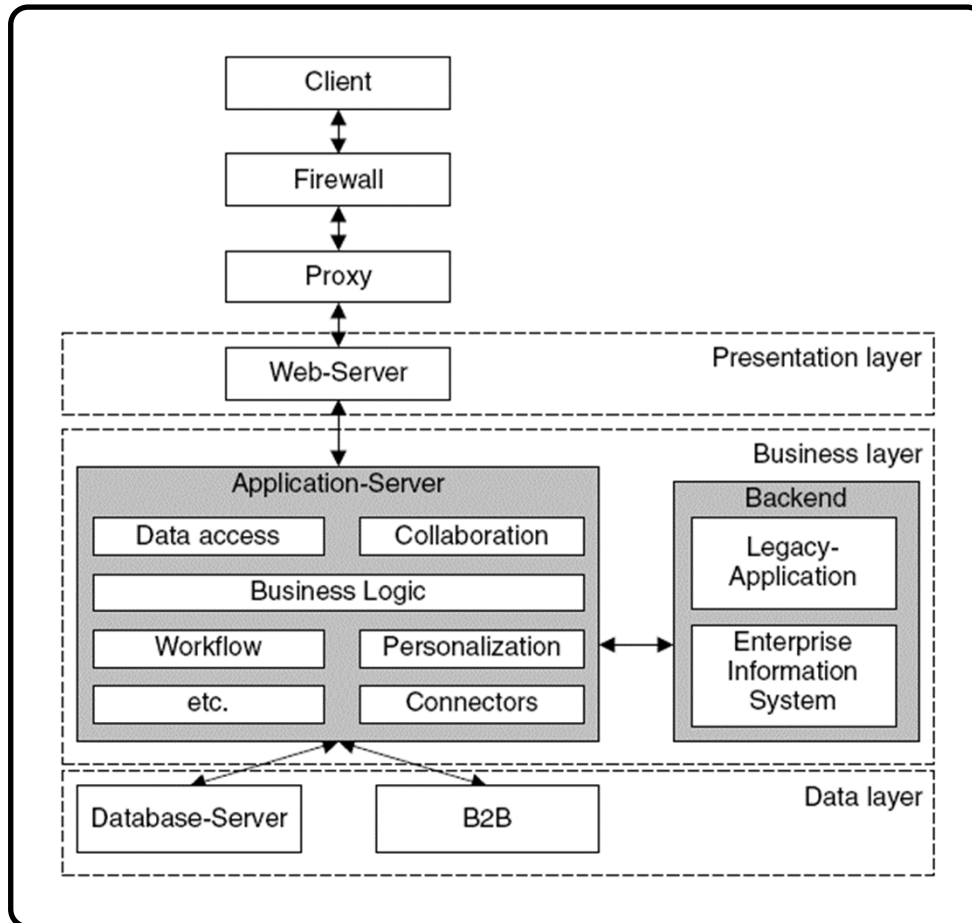 Client
Firewall
Proxy
Web-Server
Presentation layer
Business layer
Application-Server
Backend
Data access
Collaboration
Legacy-
Application
Business Logic
Workflow
Personalization
Enterprise
Information
System
etc.
Connectors
Data layer
Database-Server
B2B